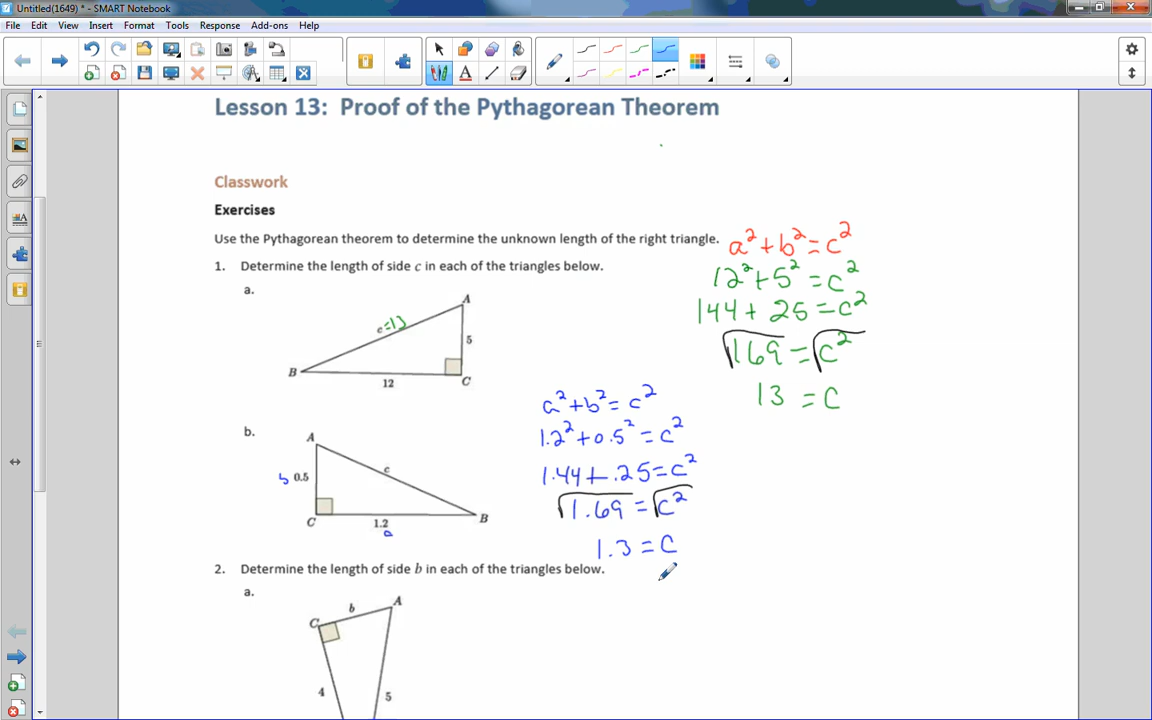 Untitled(1649) * - SMART Notebook
File Edit View Insert Format Tools Response Add-ons Help
Lesson 13: Proof of the Pythagorean Theorem
Classwork
Exercises
Use the Pythagorean theorem to determine the unknown length of the right triangle.
a² + b² = c²
1. Determine the length of side c in each of the triangles below.
12² + 5² = c²
144 + 25 = c²
√169 = √c²
13 = c
a.
A
c=13
5
B
12
C
a² + b² = c²
1.2² + 0.5² = c²
1.44 + .25 = c²
√1.69 = √c²
1.3 = c
b.
A
b 0.5
c
C
1.2
B
a
2. Determine the length of side b in each of the triangles below.
a.
b
A
C
4
5